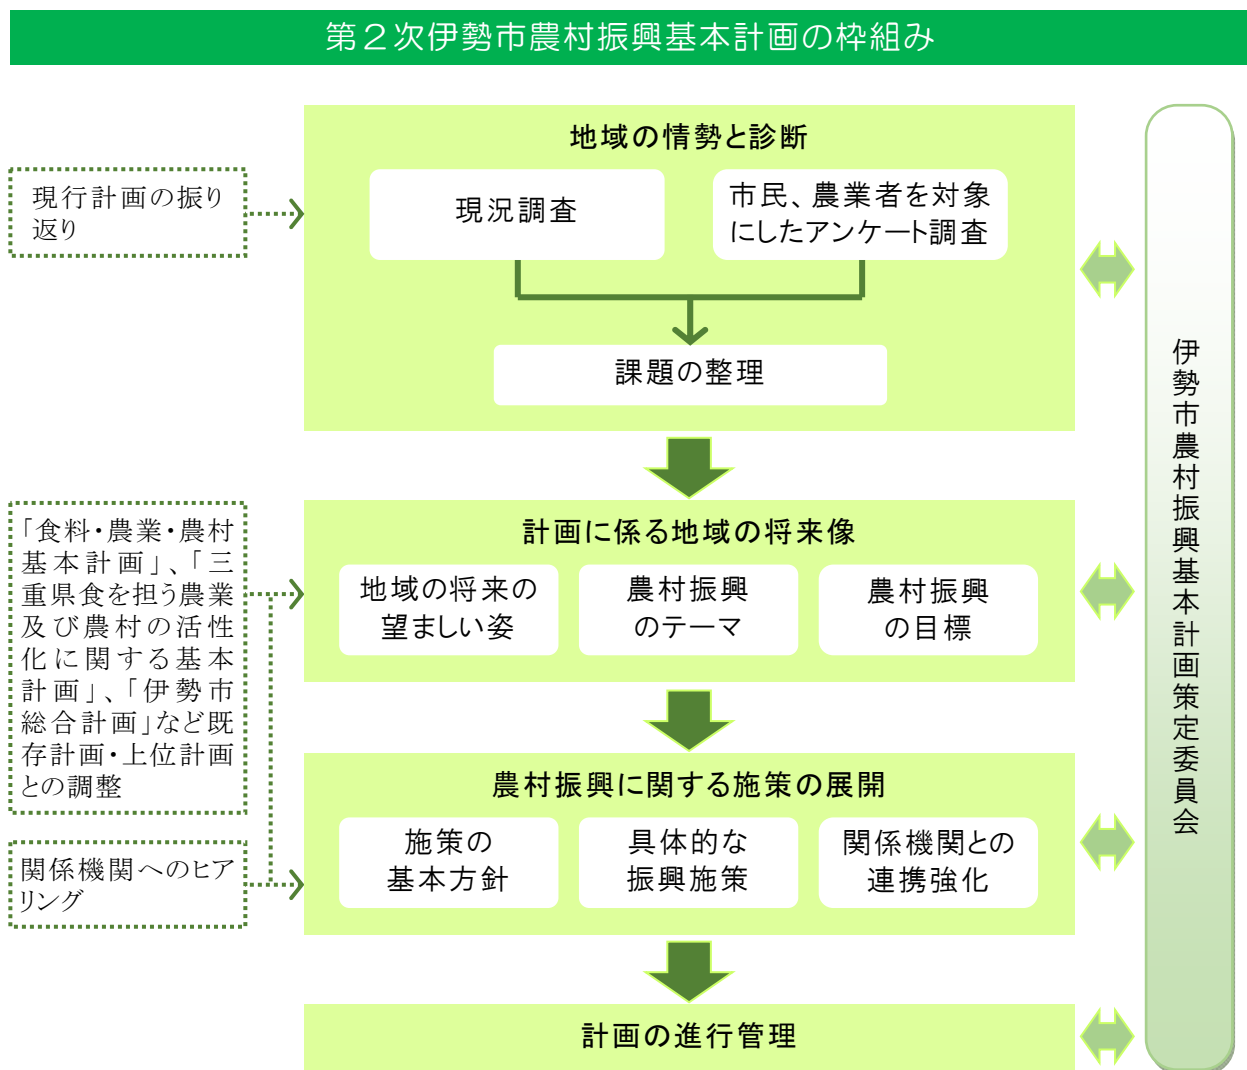 第２次伊勢市農村振興基本計画の枠組み
地域の情勢と診断
現行計画の振り
返り
現況調査
市民、農業者を対象
にしたアンケート調査
課題の整理
計画に係る地域の将来像
「食料・農業・農村
基本計画」、「三
重県食を担う農業
及び農村の活性
化に関する基本
計画」、「伊勢市
総合計画」など既
存計画・上位計画
との調整
地域の将来の
望ましい姿
農村振興
のテーマ
農村振興
の目標
農村振興に関する施策の展開
関係機関へのヒア
リング
施策の
基本方針
具体的な
振興施策
関係機関との
連携強化
計画の進行管理
伊勢市農村振興基本計画策定委員会